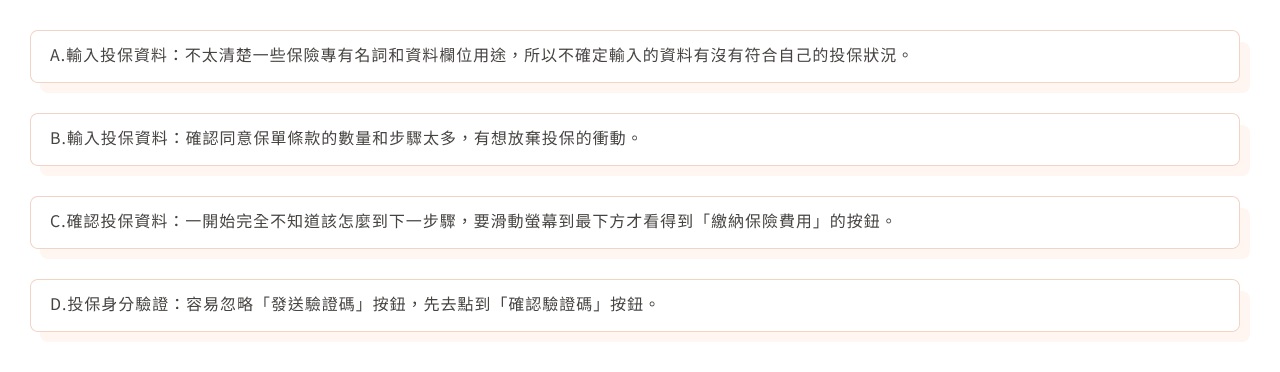 A.輸入投保資料：不太清楚一些保險專有名詞和資料欄位用途，所以不確定輸入的資料有沒有符合自己的投保狀況。
B.輸入投保資料：確認同意保單條款的數量和步驟太多，有想放棄投保的衝動。
C.確認投保資料：一開始完全不知道該怎麼到下一步驟，要滑動螢幕到最下方才看得到「繳納保險費用」的按鈕。
D.投保身分驗證：容易忽略「發送驗證碼」按鈕，先去點到「確認驗證碼」按鈕。